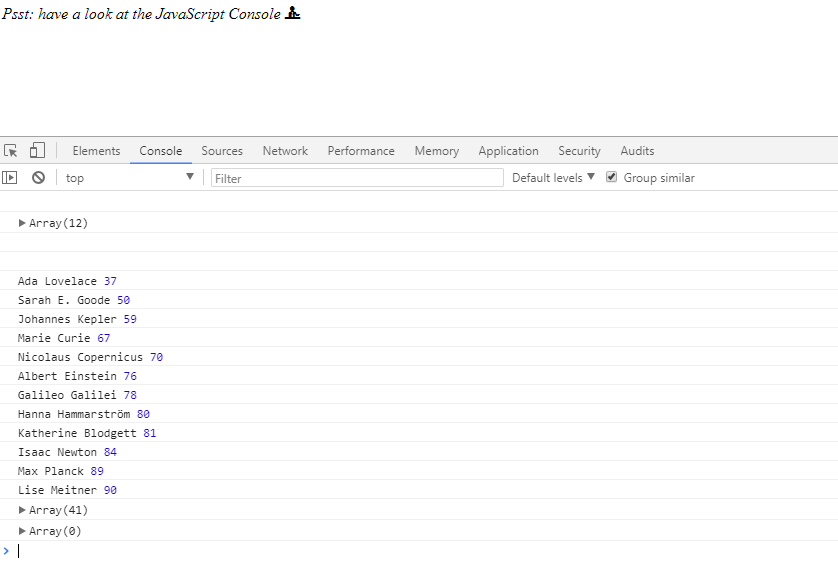 Psst: have a look at the JavaScript Console
Elements Console Sources Network Performance Memory Application Security Audits
top Filter Default levels Group similar
Array(12)
Ada Lovelace 37
Sarah E. Goode 50
Johannes Kepler 59
Marie Curie 67
Nicolaus Copernicus 70
Albert Einstein 76
Galileo Galilei 78
Hanna Hammarström 80
Katherine Blodgett 81
Isaac Newton 84
Max Planck 89
Lise Meitner 90
Array(41)
Array(0)